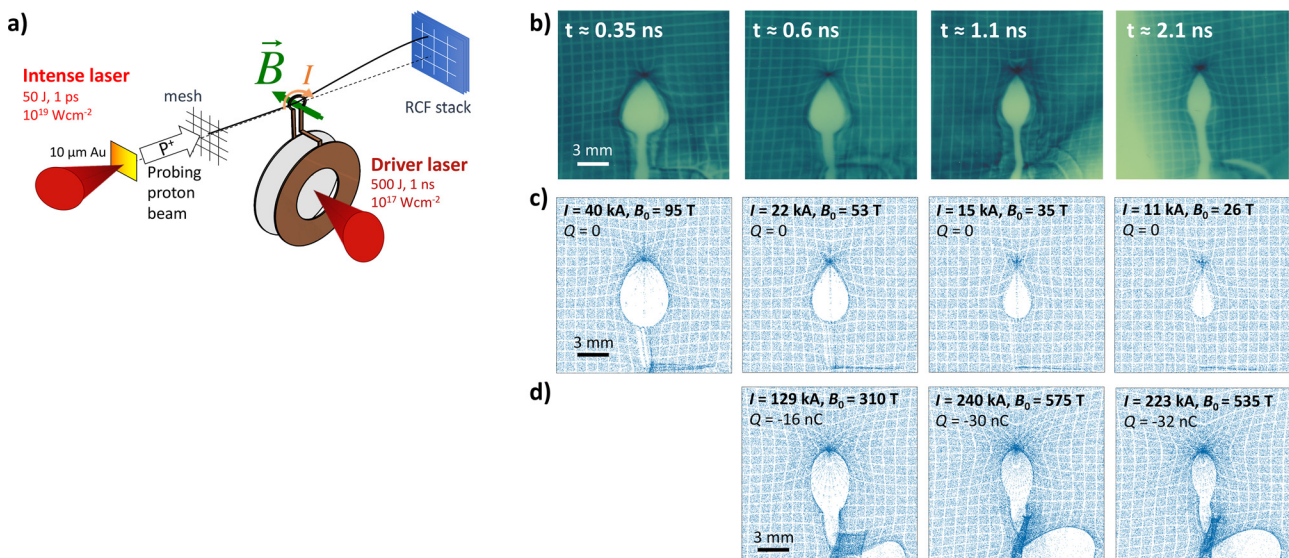 a)
Intense laser
50 J, 1 ps
10¹⁹ Wcm⁻²
mesh
B
I
RCF stack
10 μm Au
P⁺
Probing
proton
beam
Driver laser
500 J, 1 ns
10¹⁷ Wcm⁻²
b)
t ≈ 0.35 ns
t ≈ 0.6 ns
t ≈ 1.1 ns
t ≈ 2.1 ns
3 mm
c)
I = 40 kA, B₀ = 95 T
Q = 0
I = 22 kA, B₀ = 53 T
Q = 0
I = 15 kA, B₀ = 35 T
Q = 0
I = 11 kA, B₀ = 26 T
Q = 0
3 mm
d)
I = 129 kA, B₀ = 310 T
Q = -16 nC
I = 240 kA, B₀ = 575 T
Q = -30 nC
I = 223 kA, B₀ = 535 T
Q = -32 nC
3 mm